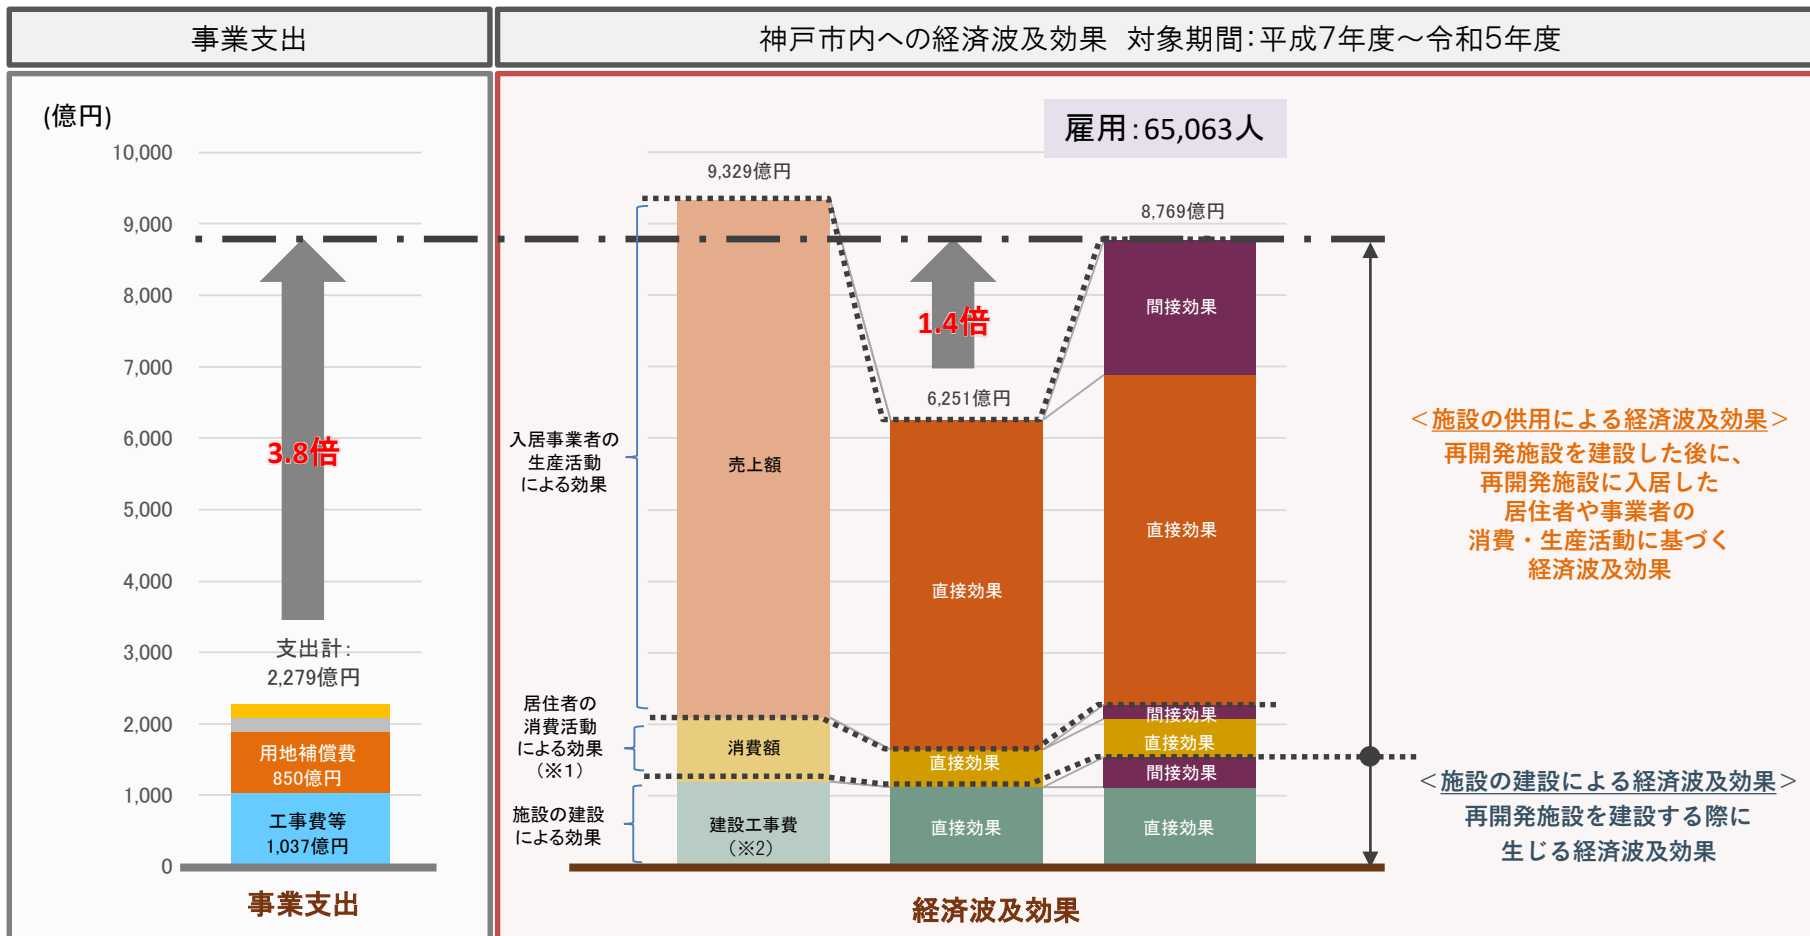 事業支出
神戸市内への経済波及効果 対象期間：平成7年度～令和5年度
(億円)
10,000
9,000
8,000
7,000
6,000
5,000
4,000
3,000
2,000
1,000
0
3.8倍
支出計：
2,279億円
用地補償費
850億円
工事費等
1,037億円
事業支出
雇用：65,063人
9,329億円
8,769億円
1.4倍
6,251億円
入居事業者の
生産活動
による効果
居住者の
消費活動
による効果
（※1）
施設の建設
による効果
売上額
消費額
建設工事費
（※2）
直接効果
直接効果
直接効果
間接効果
直接効果
間接効果
直接効果
間接効果
直接効果
経済波及効果
＜施設の供用による経済波及効果＞
再開発施設を建設した後に、
再開発施設に入居した
居住者や事業者の
消費・生産活動に基づく
経済波及効果
＜施設の建設による経済波及効果＞
再開発施設を建設する際に
生じる経済波及効果